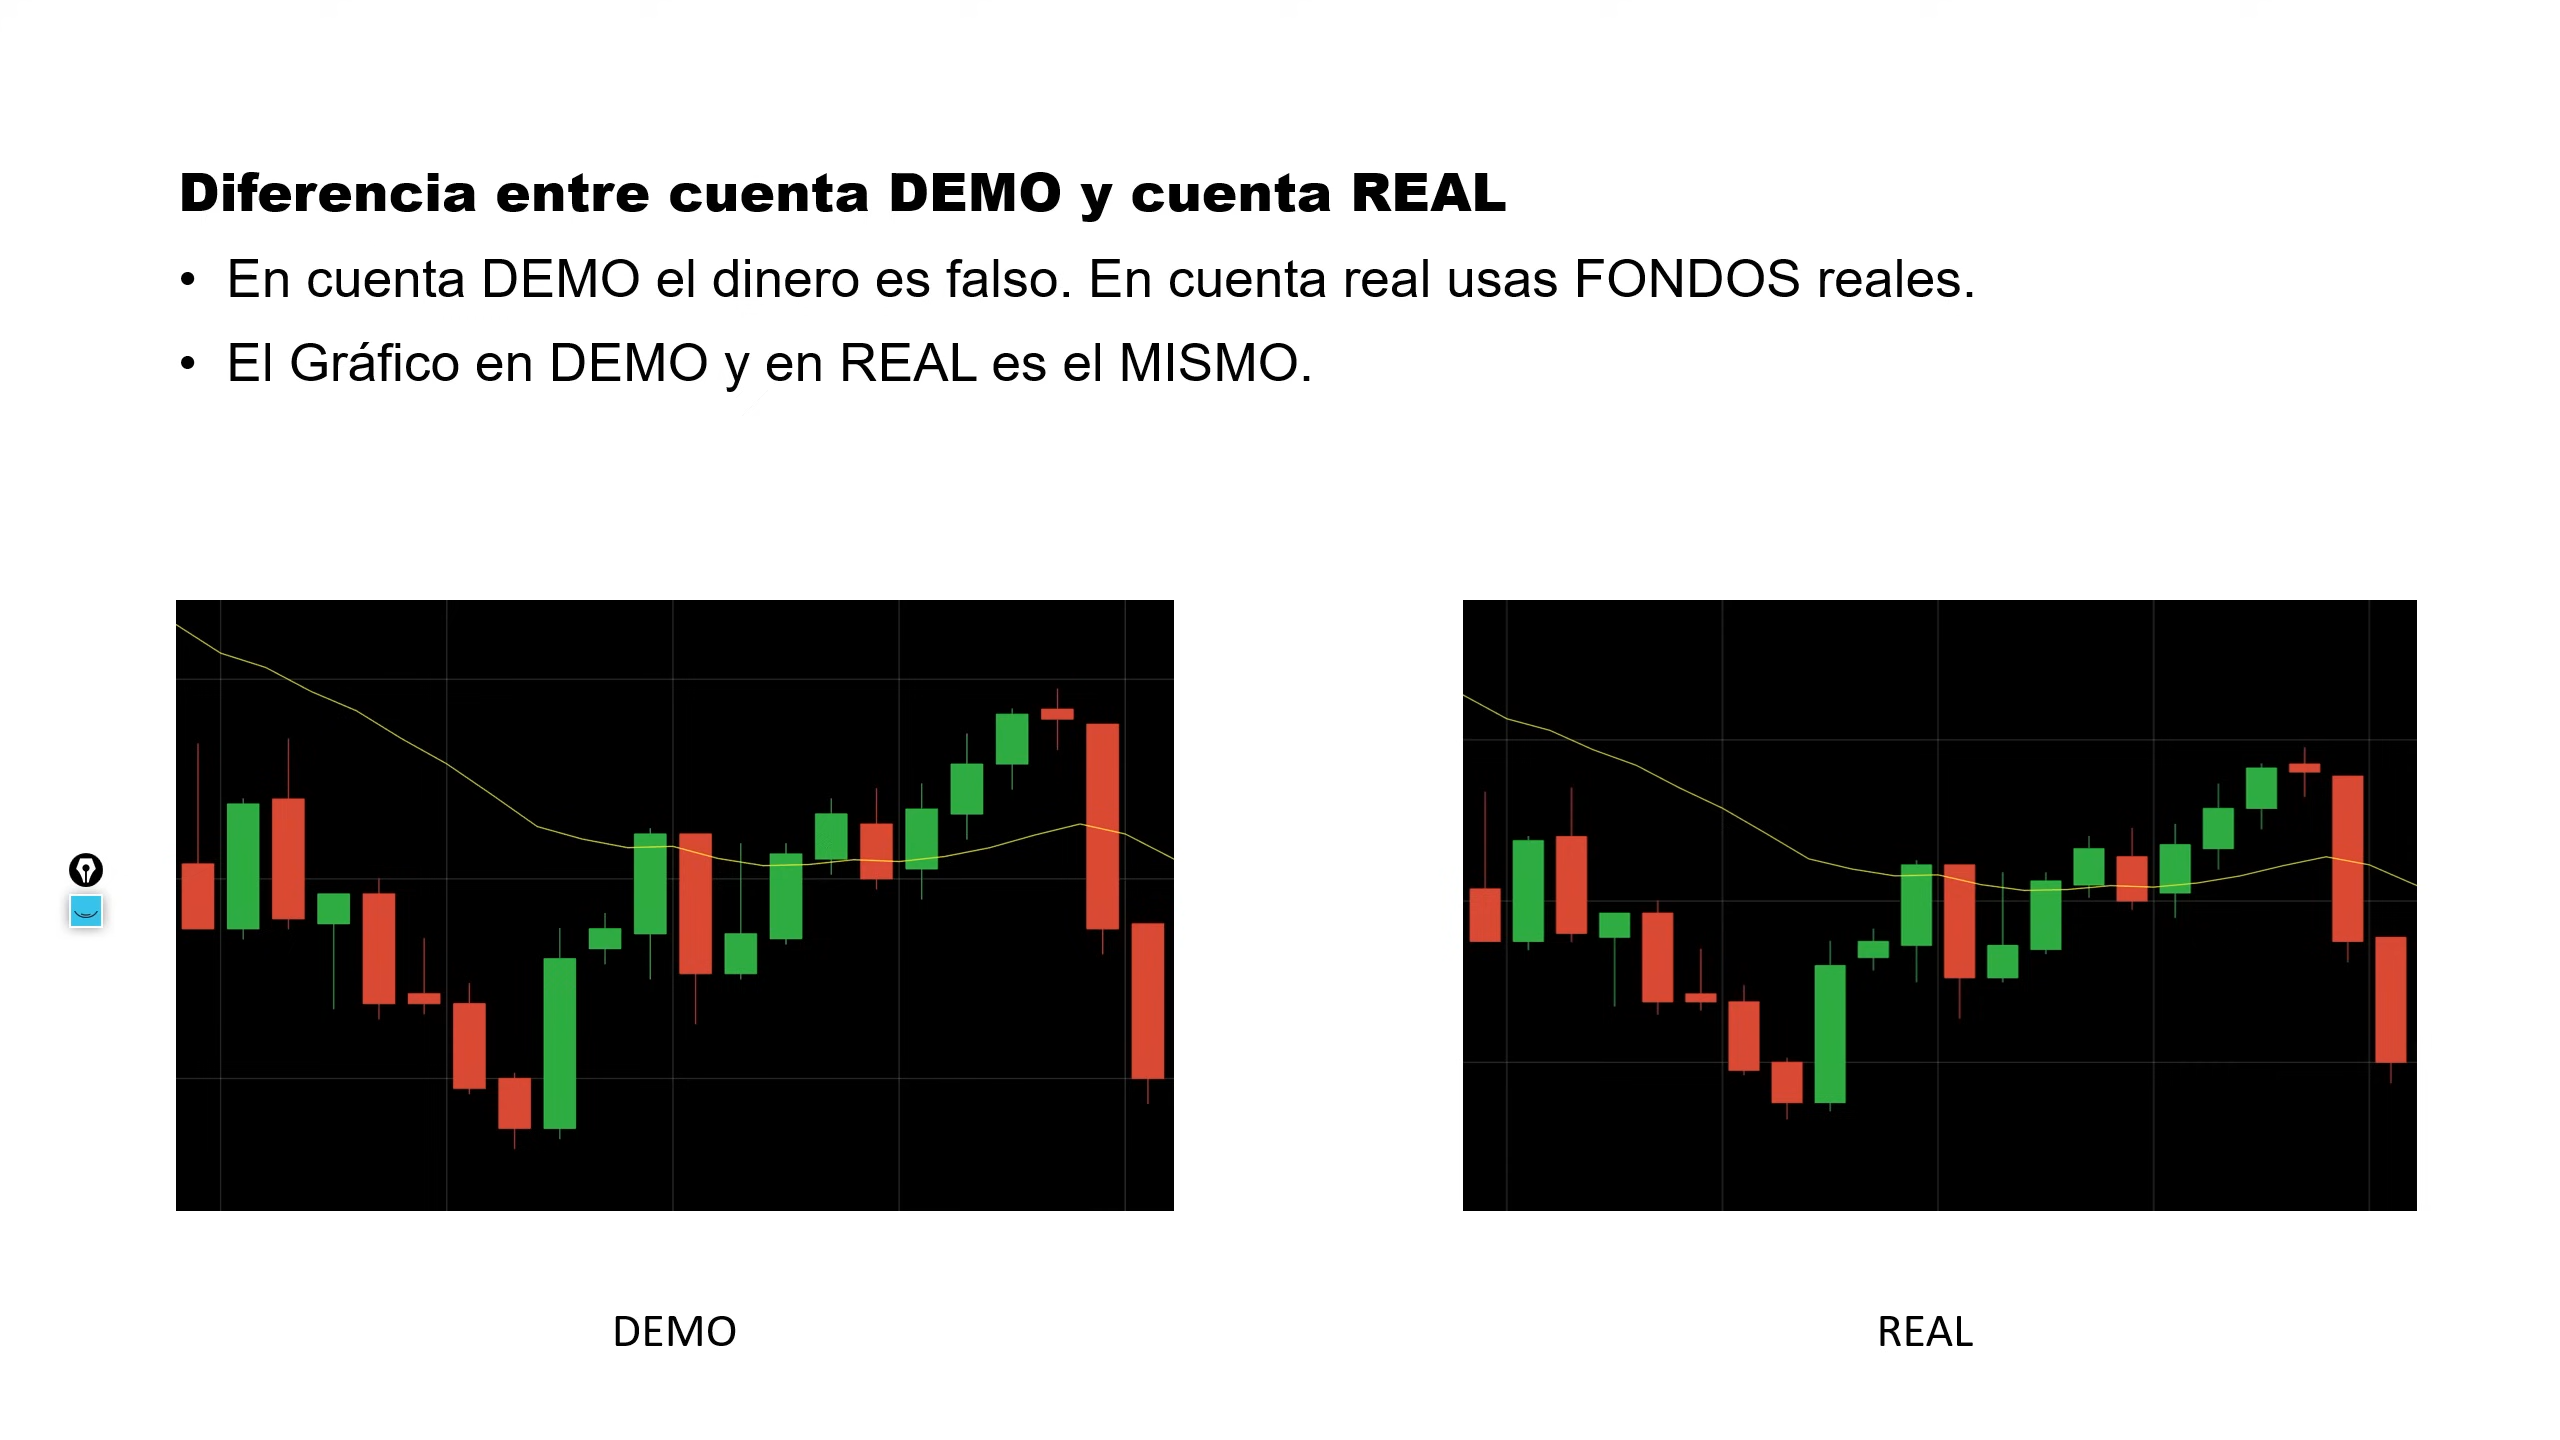 Diferencia entre cuenta DEMO y cuenta REAL
• En cuenta DEMO el dinero es falso. En cuenta real usas FONDOS reales.
• El Gráfico en DEMO y en REAL es el MISMO.
DEMO
REAL